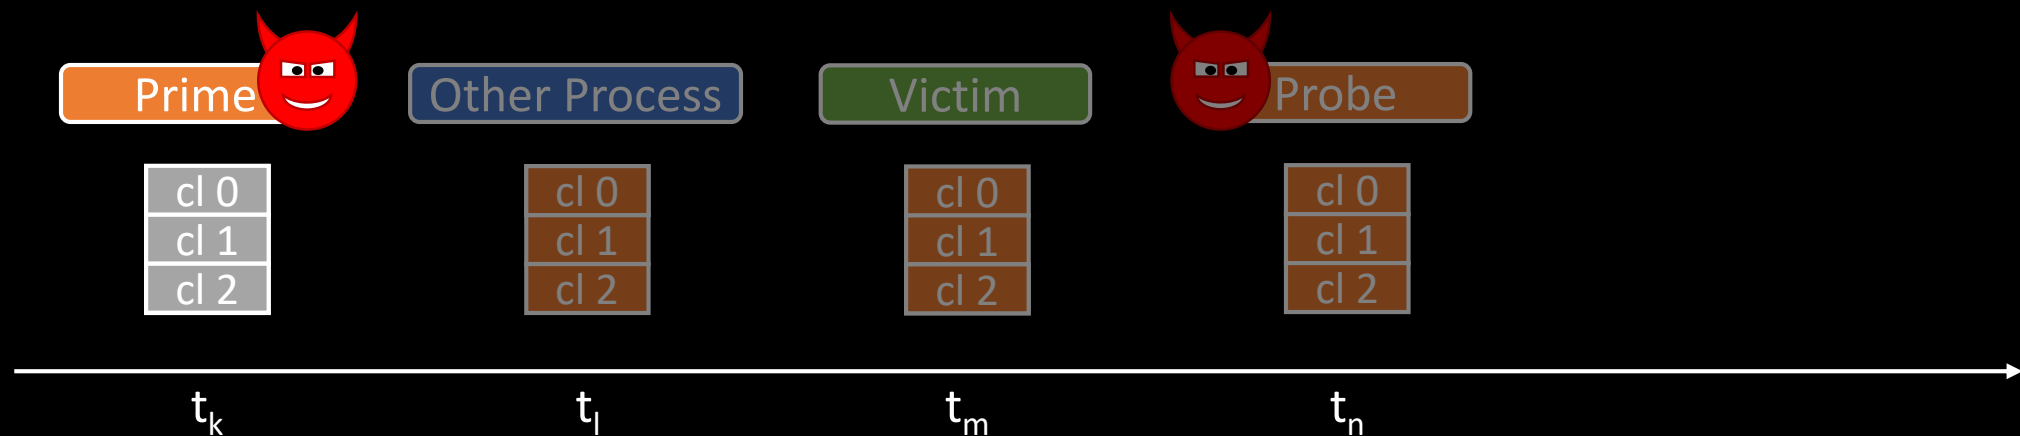 Prime Other Process Victim Probe
cl 0 cl 0 cl 0 cl 0
cl 1 cl 1 cl 1 cl 1
cl 2 cl 2 cl 2 cl 2
tk tl tm tn